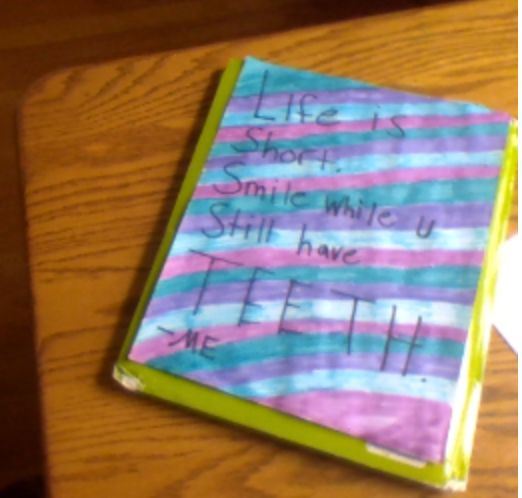 Life is
Short.
Smile while u
Still have
TEETH.
-ME